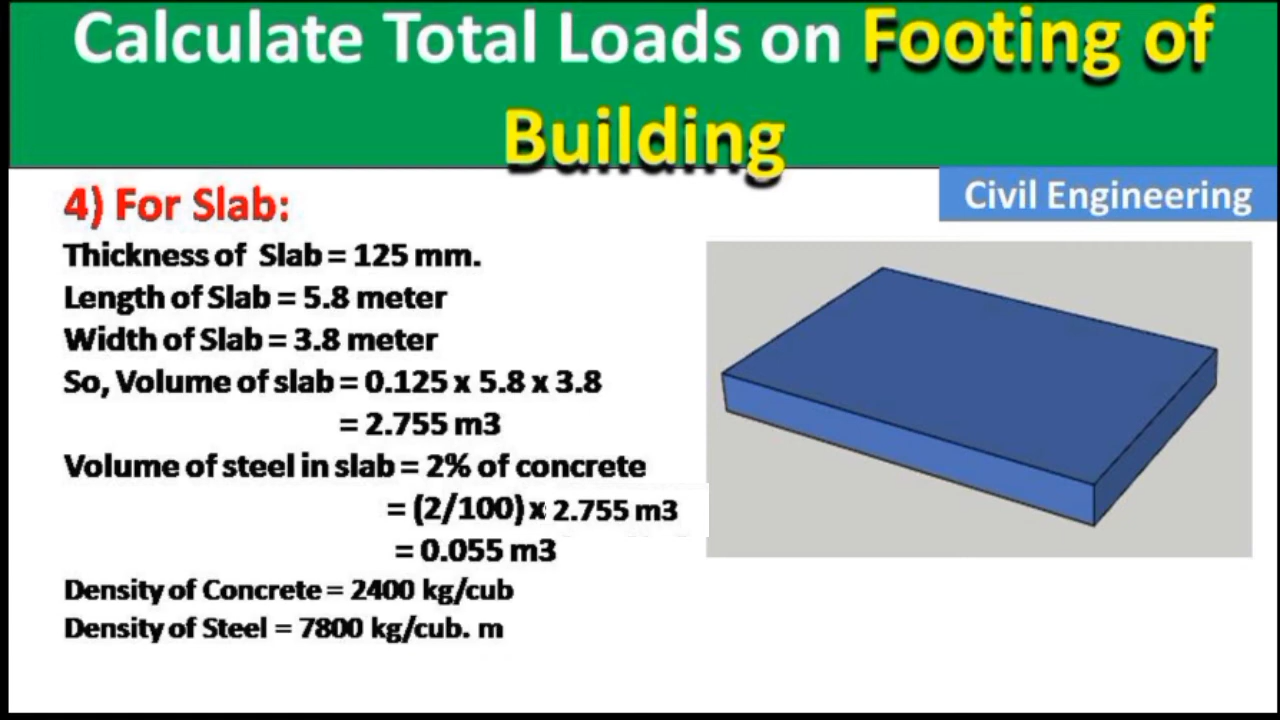 Calculate Total Loads on Footing of
Building
Civil Engineering
4) For Slab:
Thickness of Slab = 125 mm.
Length of Slab = 5.8 meter
Width of Slab = 3.8 meter
So, Volume of slab = 0.125 x 5.8 x 3.8
= 2.755 m3
Volume of steel in slab = 2% of concrete
= (2/100) x 2.755 m3
= 0.055 m3
Density of Concrete = 2400 kg/cub
Density of Steel = 7800 kg/cub. m